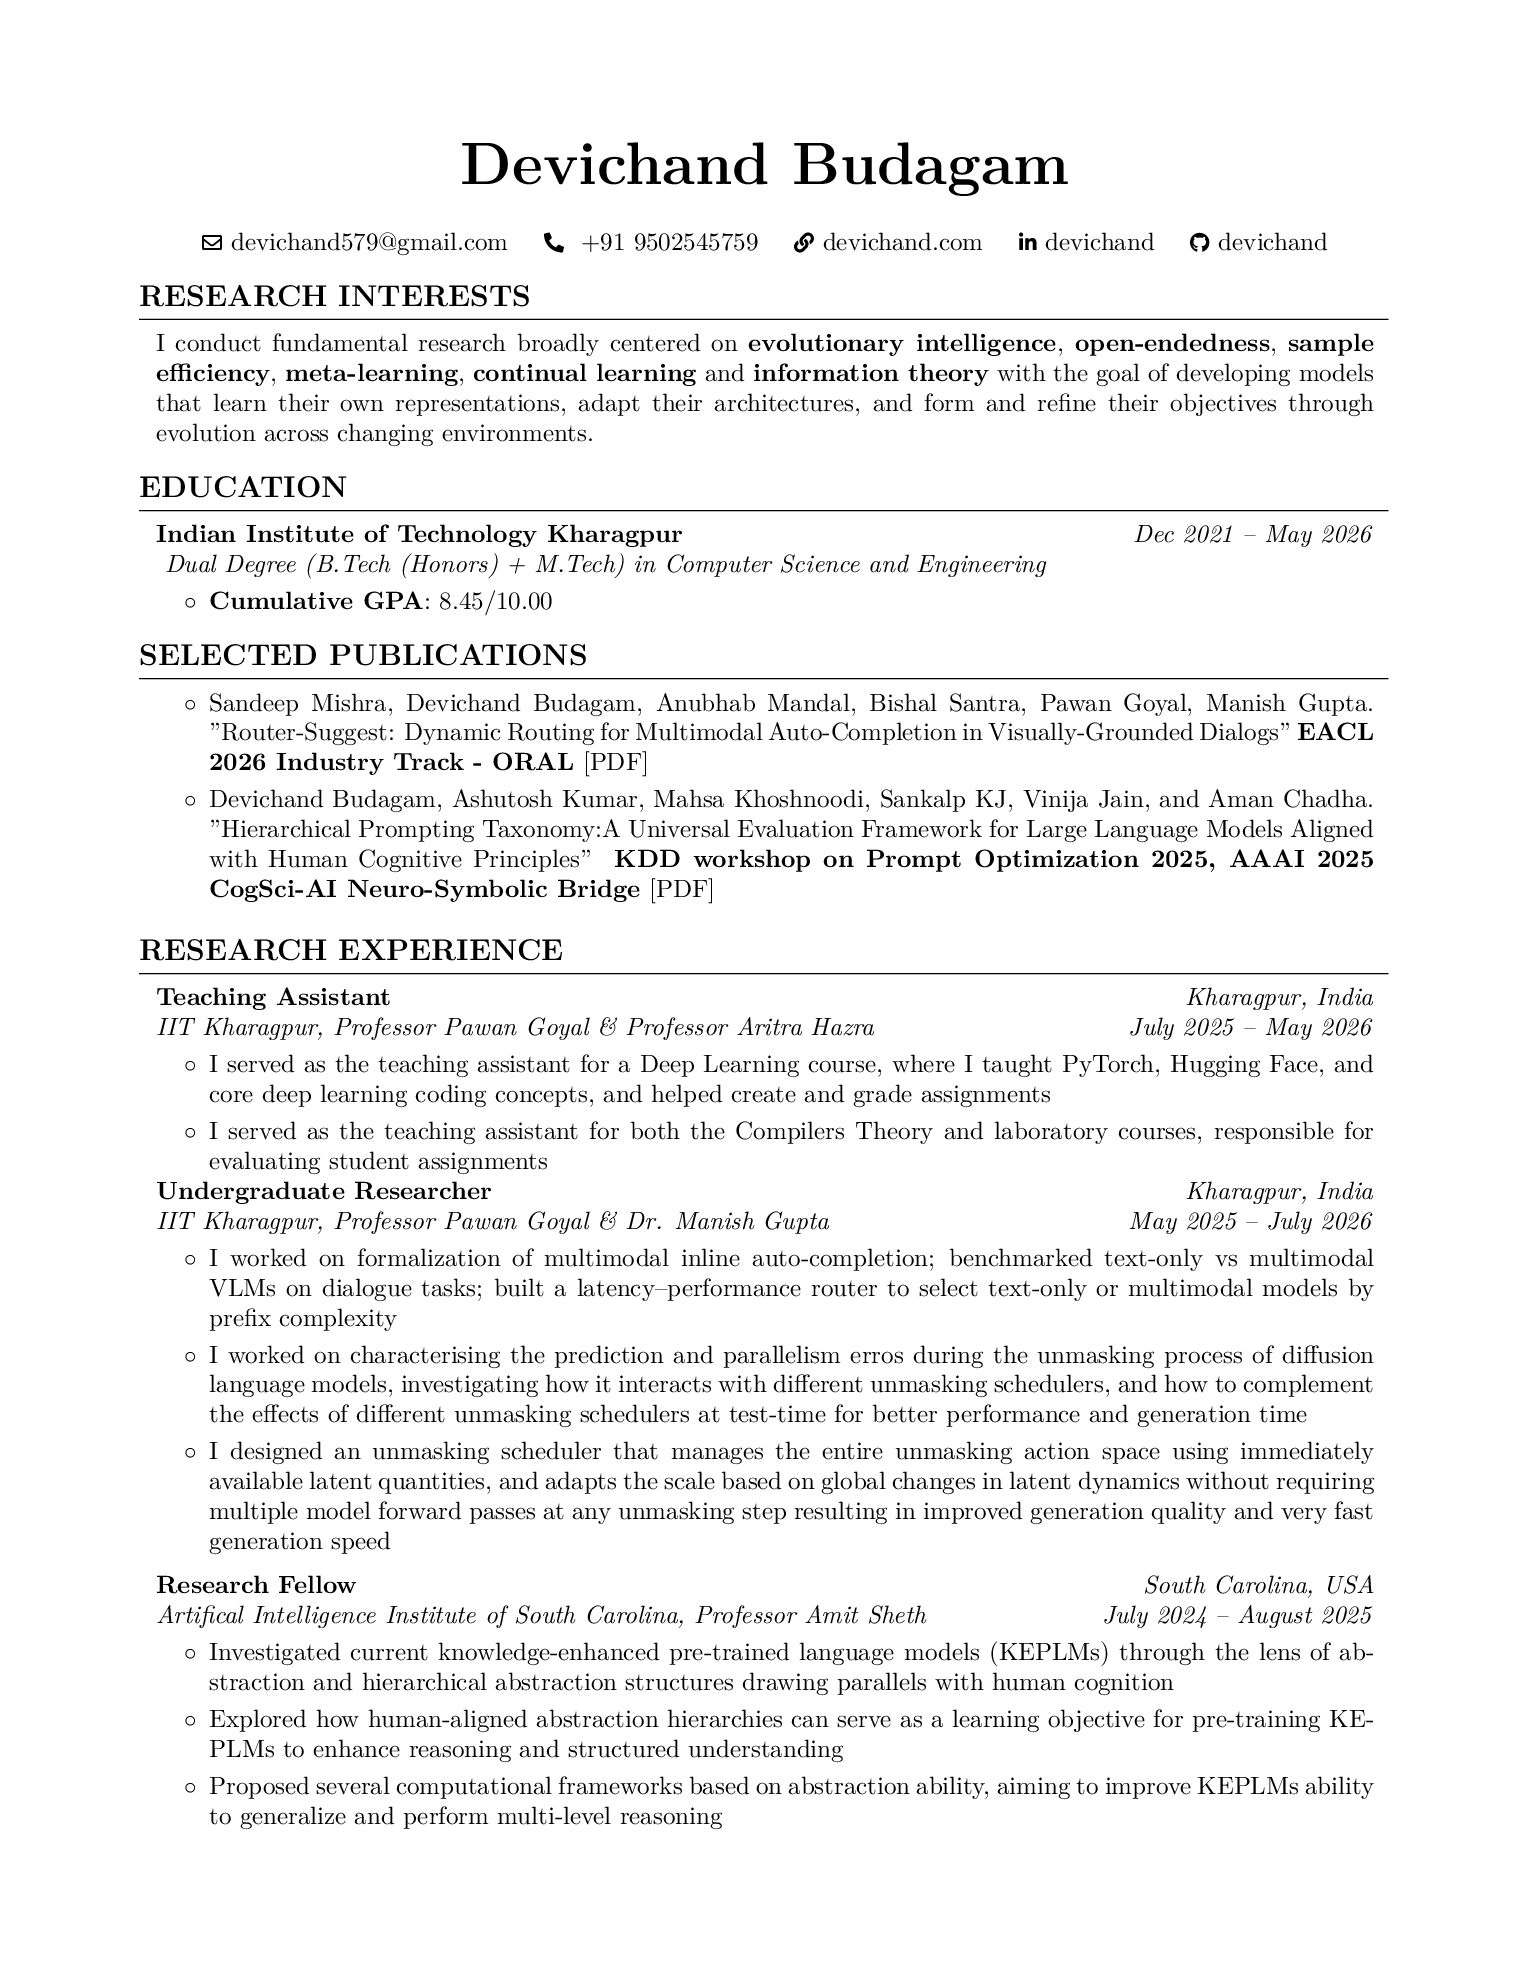 Devichand Budagam
devichand579@gmail.com +91 9502545759 devichand.com devichand devichand
RESEARCH INTERESTS
I conduct fundamental research broadly centered on evolutionary intelligence, open-endedness, sample
efficiency, meta-learning, continual learning and information theory with the goal of developing models
that learn their own representations, adapt their architectures, and form and refine their objectives through
evolution across changing environments.
EDUCATION
Indian Institute of Technology Kharagpur Dec 2021 – May 2026
Dual Degree (B.Tech (Honors) + M.Tech) in Computer Science and Engineering
◦ Cumulative GPA: 8.45/10.00
SELECTED PUBLICATIONS
◦ Sandeep Mishra, Devichand Budagam, Anubhab Mandal, Bishal Santra, Pawan Goyal, Manish Gupta.
”Router-Suggest: Dynamic Routing for Multimodal Auto-Completion in Visually-Grounded Dialogs” EACL
2026 Industry Track - ORAL [PDF]
◦ Devichand Budagam, Ashutosh Kumar, Mahsa Khoshnoodi, Sankalp KJ, Vinija Jain, and Aman Chadha.
”Hierarchical Prompting Taxonomy:A Universal Evaluation Framework for Large Language Models Aligned
with Human Cognitive Principles” KDD workshop on Prompt Optimization 2025, AAAI 2025
CogSci-AI Neuro-Symbolic Bridge [PDF]
RESEARCH EXPERIENCE
Teaching Assistant Kharagpur, India
IIT Kharagpur, Professor Pawan Goyal & Professor Aritra Hazra July 2025 – May 2026
◦ I served as the teaching assistant for a Deep Learning course, where I taught PyTorch, Hugging Face, and
core deep learning coding concepts, and helped create and grade assignments
◦ I served as the teaching assistant for both the Compilers Theory and laboratory courses, responsible for
evaluating student assignments
Undergraduate Researcher Kharagpur, India
IIT Kharagpur, Professor Pawan Goyal & Dr. Manish Gupta May 2025 – July 2026
◦ I worked on formalization of multimodal inline auto-completion; benchmarked text-only vs multimodal
VLMs on dialogue tasks; built a latency–performance router to select text-only or multimodal models by
prefix complexity
◦ I worked on characterising the prediction and parallelism erros during the unmasking process of diffusion
language models, investigating how it interacts with different unmasking schedulers, and how to complement
the effects of different unmasking schedulers at test-time for better performance and generation time
◦ I designed an unmasking scheduler that manages the entire unmasking action space using immediately
available latent quantities, and adapts the scale based on global changes in latent dynamics without requiring
multiple model forward passes at any unmasking step resulting in improved generation quality and very fast
generation speed
Research Fellow South Carolina, USA
Artifical Intelligence Institute of South Carolina, Professor Amit Sheth July 2024 – August 2025
◦ Investigated current knowledge-enhanced pre-trained language models (KEPLMs) through the lens of ab-
straction and hierarchical abstraction structures drawing parallels with human cognition
◦ Explored how human-aligned abstraction hierarchies can serve as a learning objective for pre-training KE-
PLMs to enhance reasoning and structured understanding
◦ Proposed several computational frameworks based on abstraction ability, aiming to improve KEPLMs ability
to generalize and perform multi-level reasoning